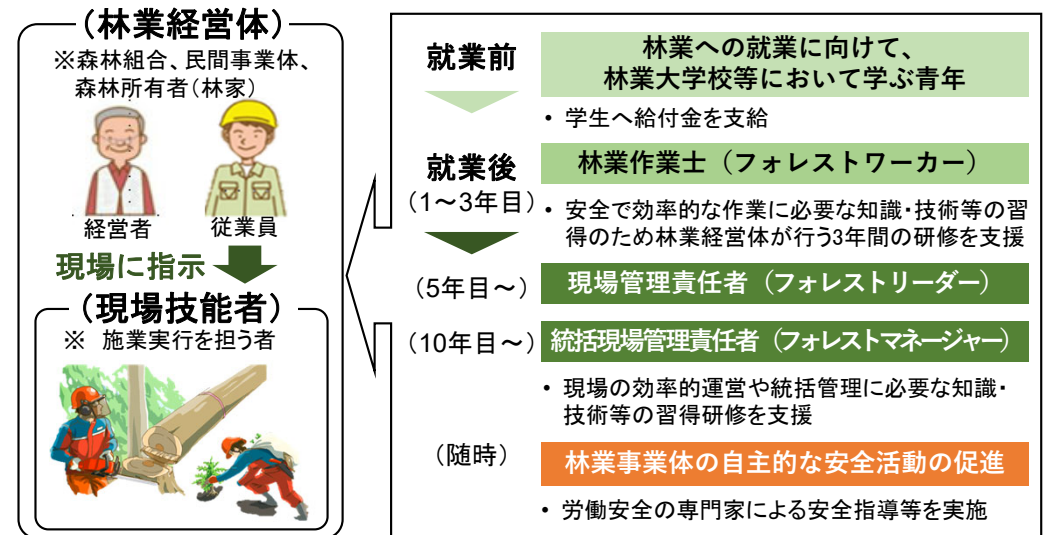 (林業経営体)
※森林組合、民間事業体、
森林所有者(林家)
経営者
従業員
現場に指示
(現場技能者)
※ 施業実行を担う者
就業前
林業への就業に向けて、
林業大学校等において学ぶ青年
• 学生へ給付金を支給
就業後
(1～3年目)
林業作業士（フォレストワーカー）
• 安全で効率的な作業に必要な知識・技術等の習
得のため林業経営体が行う3年間の研修を支援
(5年目～)
現場管理責任者（フォレストリーダー）
(10年目～)
統括現場管理責任者（フォレストマネージャー）
• 現場の効率的運営や統括管理に必要な知識・
技術等の習得研修を支援
(随時)
林業事業体の自主的な安全活動の促進
• 労働安全の専門家による安全指導等を実施